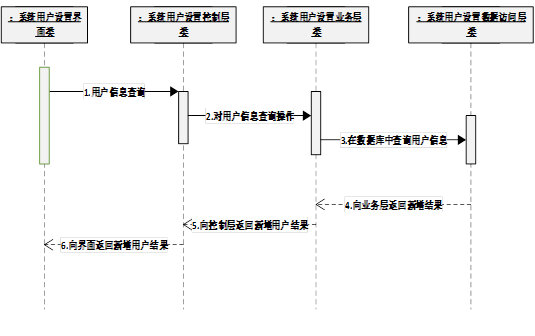 ：系统用户设置界
面类
：系统用户设置控制层
类
：系统用户设置业务层
类
：系统用户设置数据访问层
类
1.用户信息查询
2.对用户信息查询操作
3.在数据库中查询用户信息
4.向业务层返回新增结果
5.向控制层返回新增用户结果
6.向界面返回新增用户结果